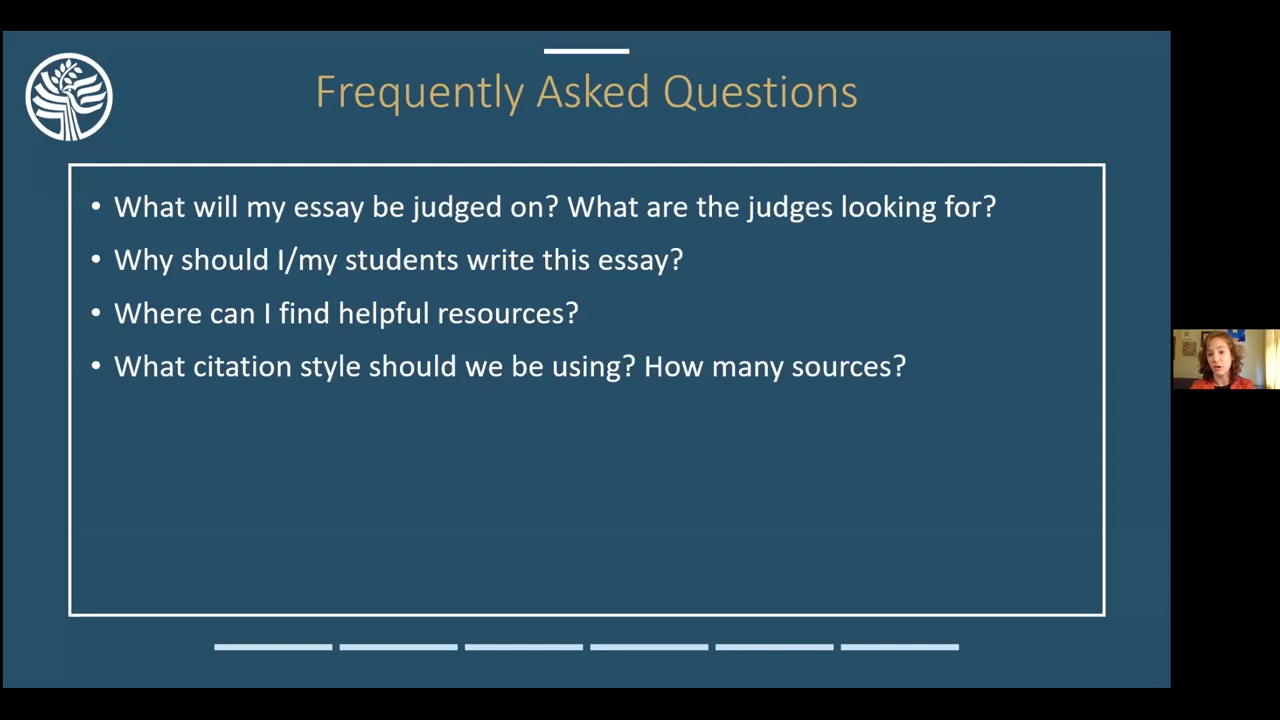 Frequently Asked Questions
• What will my essay be judged on? What are the judges looking for?
• Why should I/my students write this essay?
• Where can I find helpful resources?
• What citation style should we be using? How many sources?